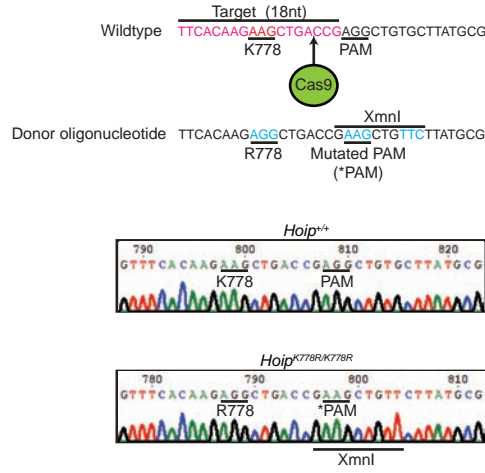 Target (18nt)
Wildtype TTCACAAGAAGCTGACCGAGGCTGTGCTTATGCG
K778 PAM
Cas9
XmnI
Donor oligonucleotide TTCACAAGAGGCTGACCGAAGCTGTTCTTATGCG
R778 Mutated PAM
(*PAM)
Hoip+/+
790 800 810 820
GTTTCACAAGAAGCTGACCGAGGCTGTGCTTATGCG
K778 PAM
HoipK778R/K778R
780 790 800 810
GTTTCACAAGAGGCTGACCGAAGCTGTTCTTATGCG
R778 *PAM
XmnI